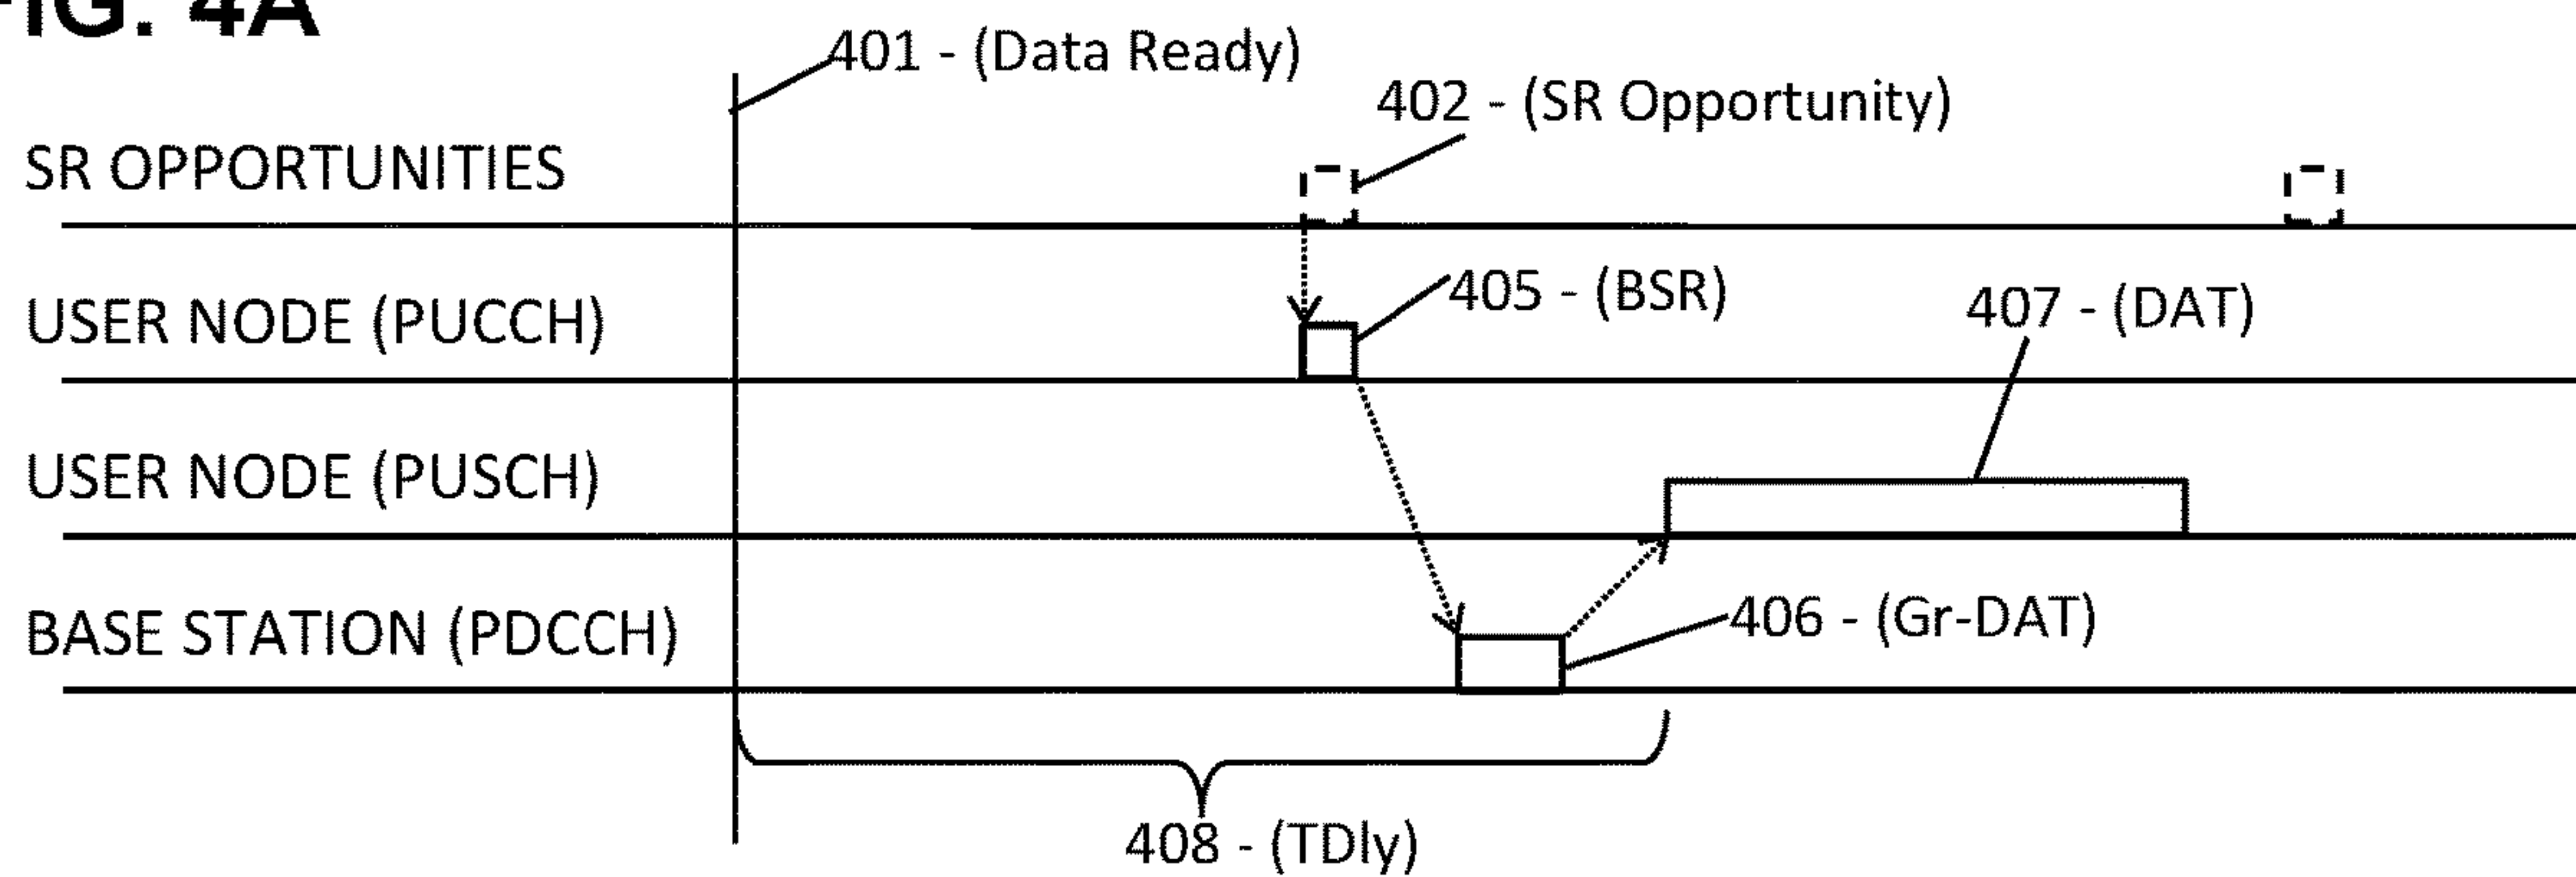 FIG. 4A
401 - (Data Ready)
402 - (SR Opportunity)
SR OPPORTUNITIES
405 - (BSR)
USER NODE (PUCCH)
407 - (DAT)
USER NODE (PUSCH)
406 - (Gr-DAT)
BASE STATION (PDCCH)
408 - (TDly)